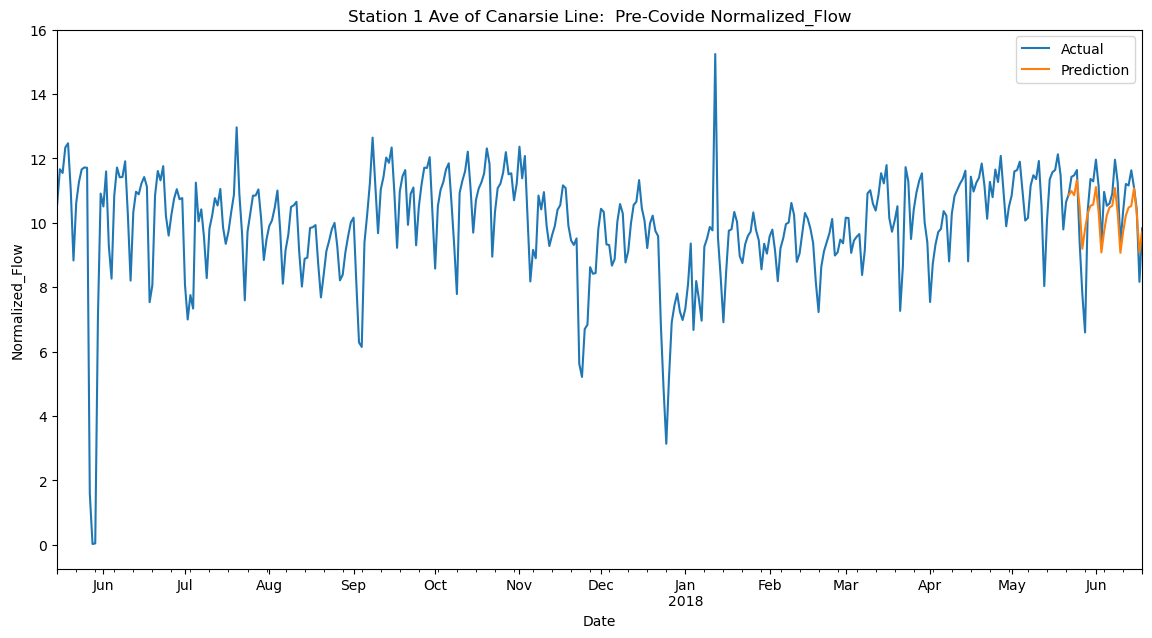 Station 1 Ave of Canarsie Line:  Pre-Covide Normalized_Flow
Actual
Prediction
16
14
12
10
8
6
4
2
0
Normalized_Flow
Jun Jul Aug Sep Oct Nov Dec Jan Feb Mar Apr May Jun
2018
Date